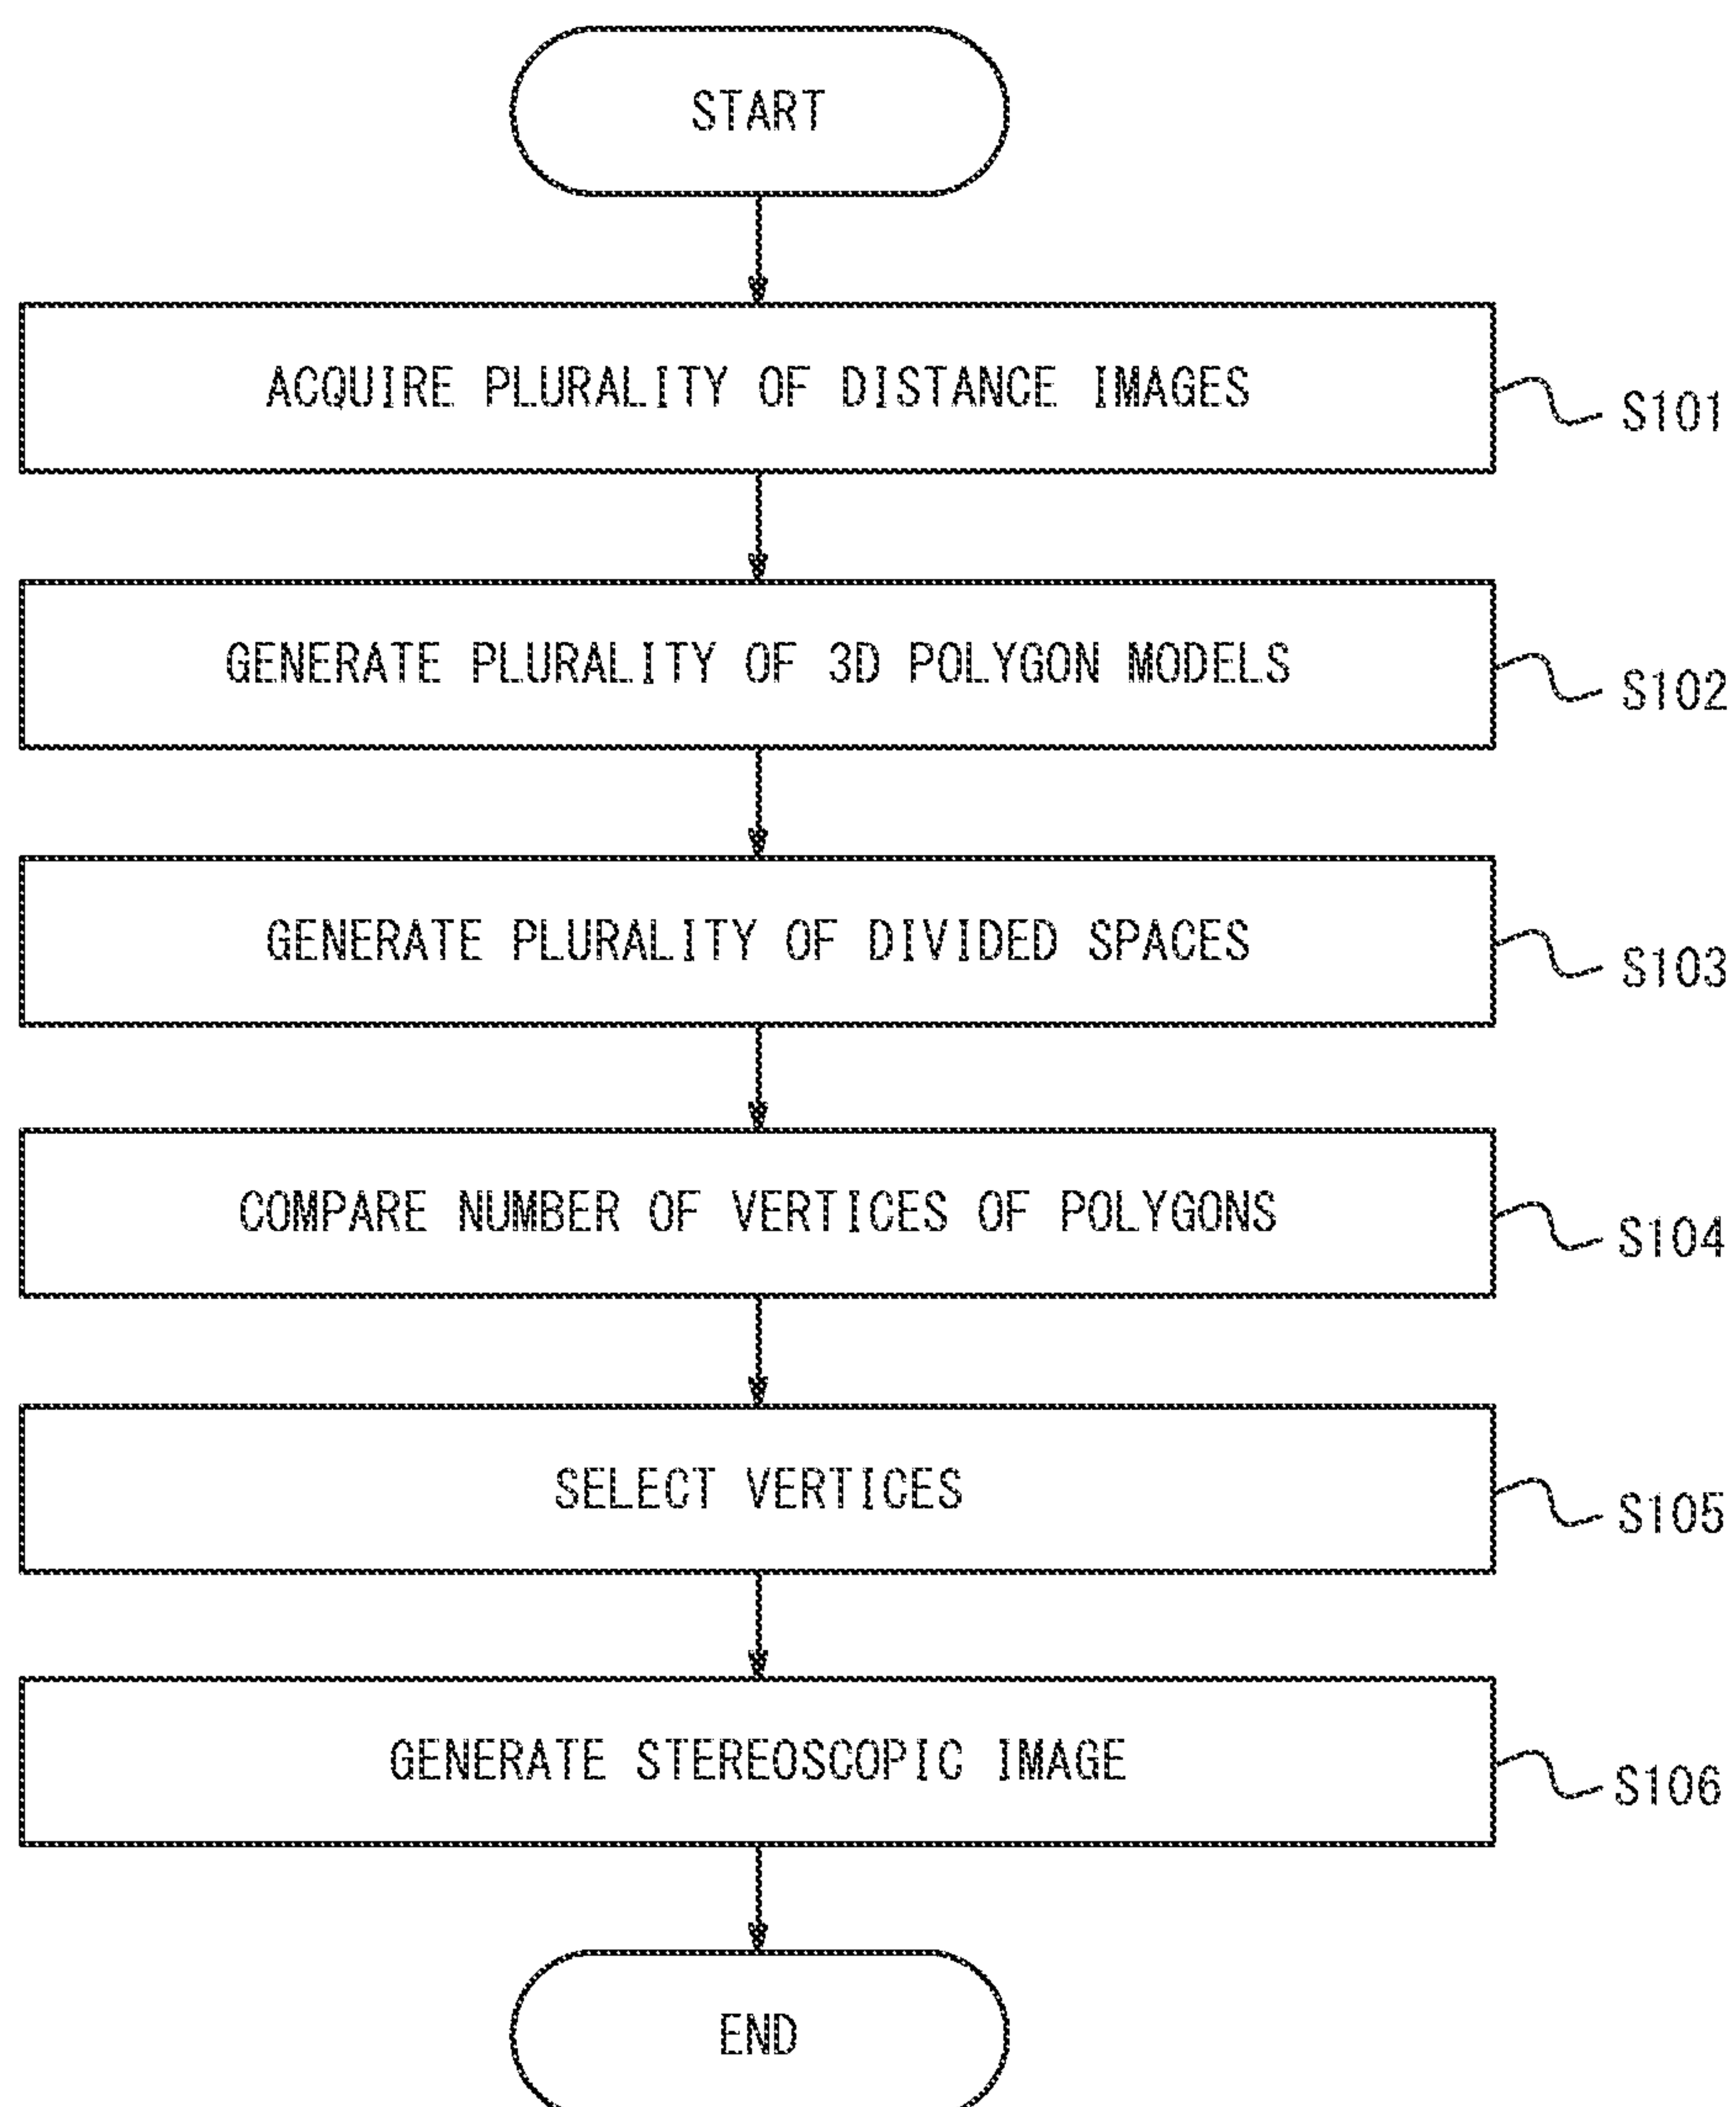 START
ACQUIRE PLURALITY OF DISTANCE IMAGES
S101
GENERATE PLURALITY OF 3D POLYGON MODELS
S102
GENERATE PLURALITY OF DIVIDED SPACES
S103
COMPARE NUMBER OF VERTICES OF POLYGONS
S104
SELECT VERTICES
S105
GENERATE STEREOSCOPIC IMAGE
S106
END